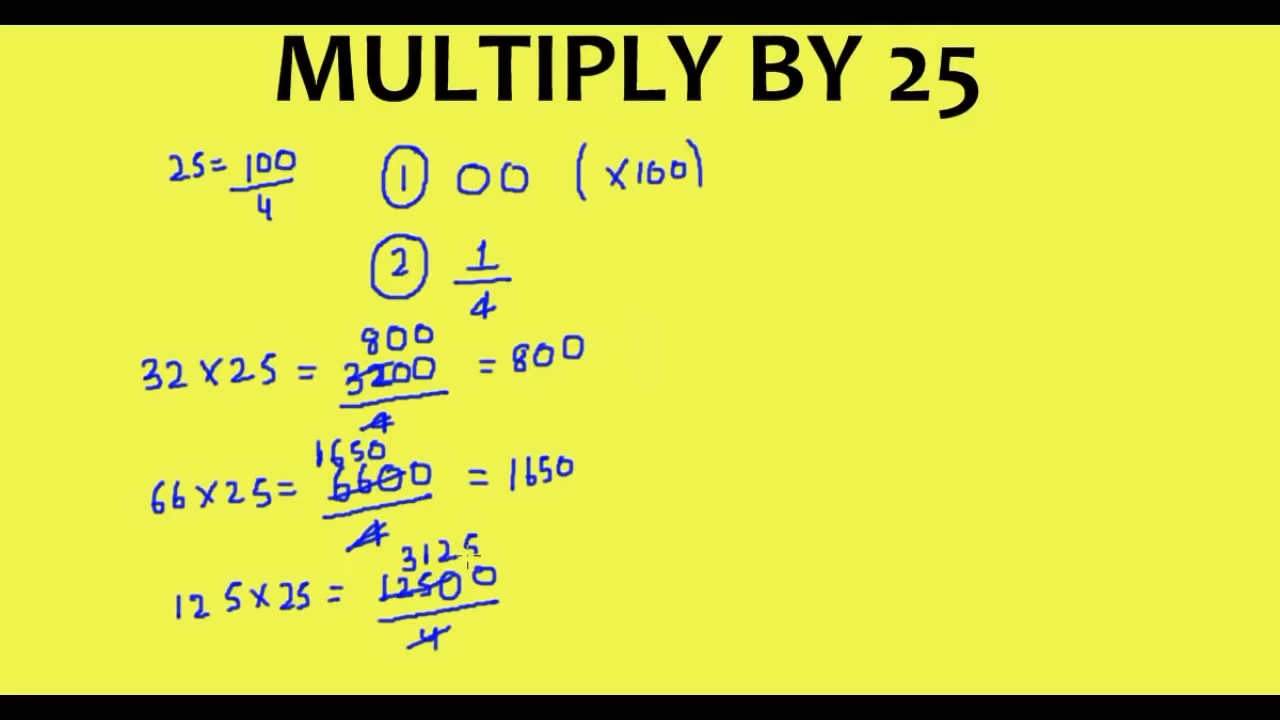 MULTIPLY BY 25
25 = 100/4 ① 00 (×100)
② 1/4
800
32 × 25 = 3200/4 = 800
1650
66 × 25 = 6600/4 = 1650
3125
125 × 25 = 12500/4